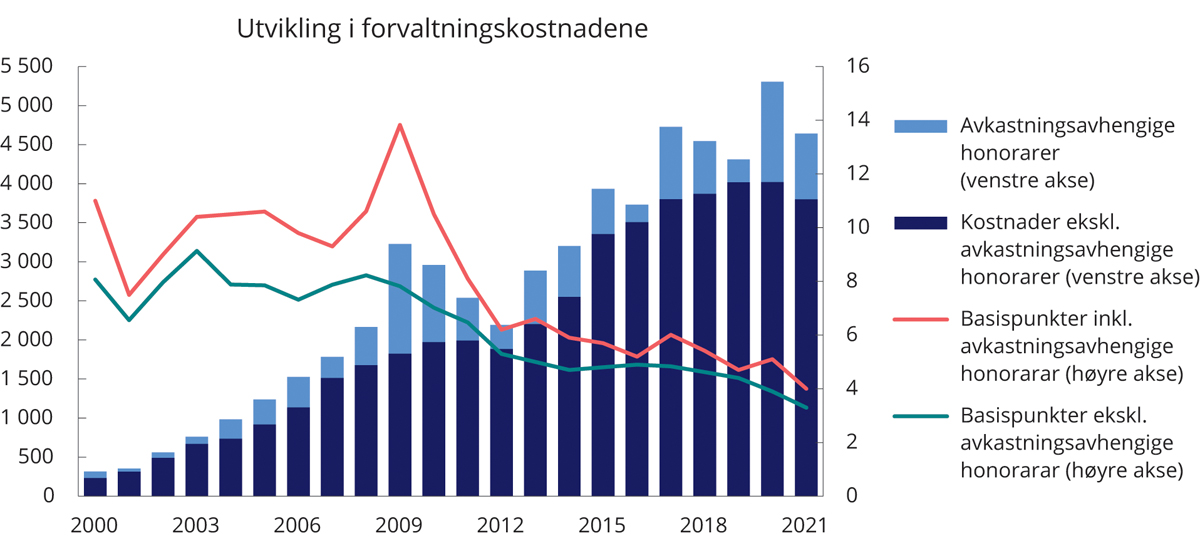 Utvikling i forvaltningskostnadene
5 500
5 000
4 500
4 000
3 500
3 000
2 500
2 000
1 500
1 000
500
0
16
14
12
10
8
6
4
2
0
2000 2003 2006 2009 2012 2015 2018 2021
Avkastningsavhengige
honorarer
(venstre akse)
Kostnader ekskl.
avkastningsavhengige
honorarer (venstre akse)
Basispunkter inkl.
avkastningsavhengige
honorarar (høyre akse)
Basispunkter ekskl.
avkastningsavhengige
honorarar (høyre akse)